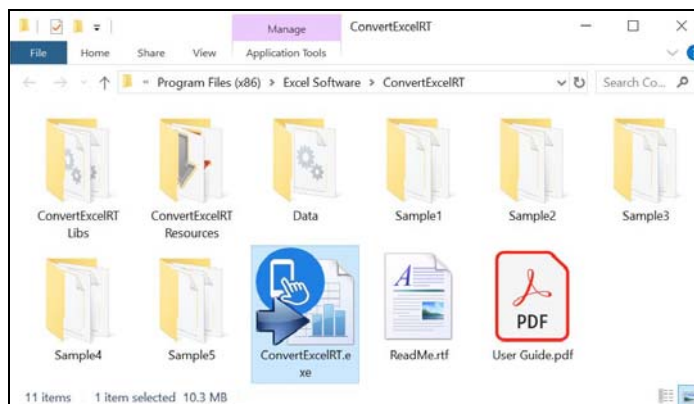 Manage
ConvertExcelRT
File
Home
Share
View
Application Tools
Program Files (x86) > Excel Software > ConvertExcelRT
Search Co...
ConvertExcelRT
Libs
ConvertExcelRT
Resources
Data
Sample1
Sample2
Sample3
Sample4
Sample5
ConvertExcelRT.e
xe
A
ReadMe.rtf
PDF
User Guide.pdf
11 items
1 item selected 10.3 MB